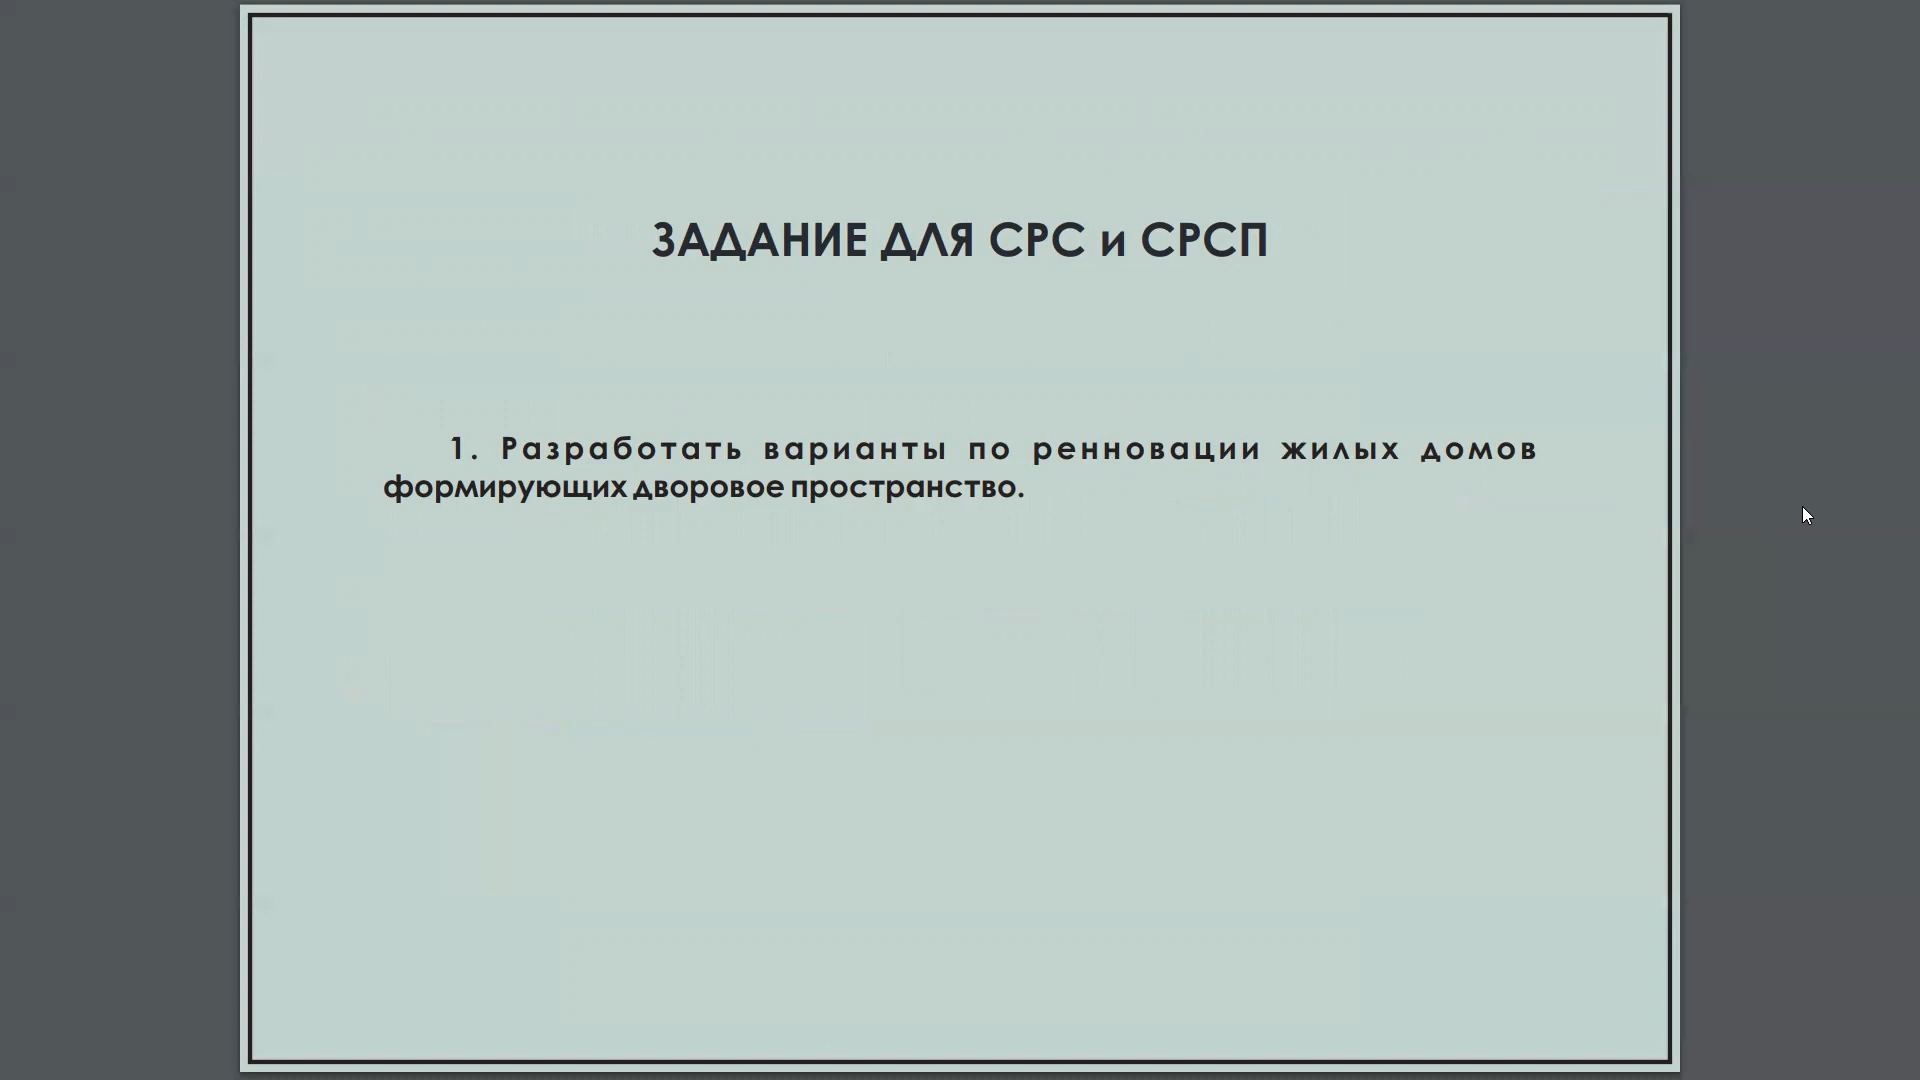 ЗАДАНИЕ ДЛЯ СРС и СРСП
1. Разработать варианты по ренновации жилых домов
формирующих дворовое пространство.